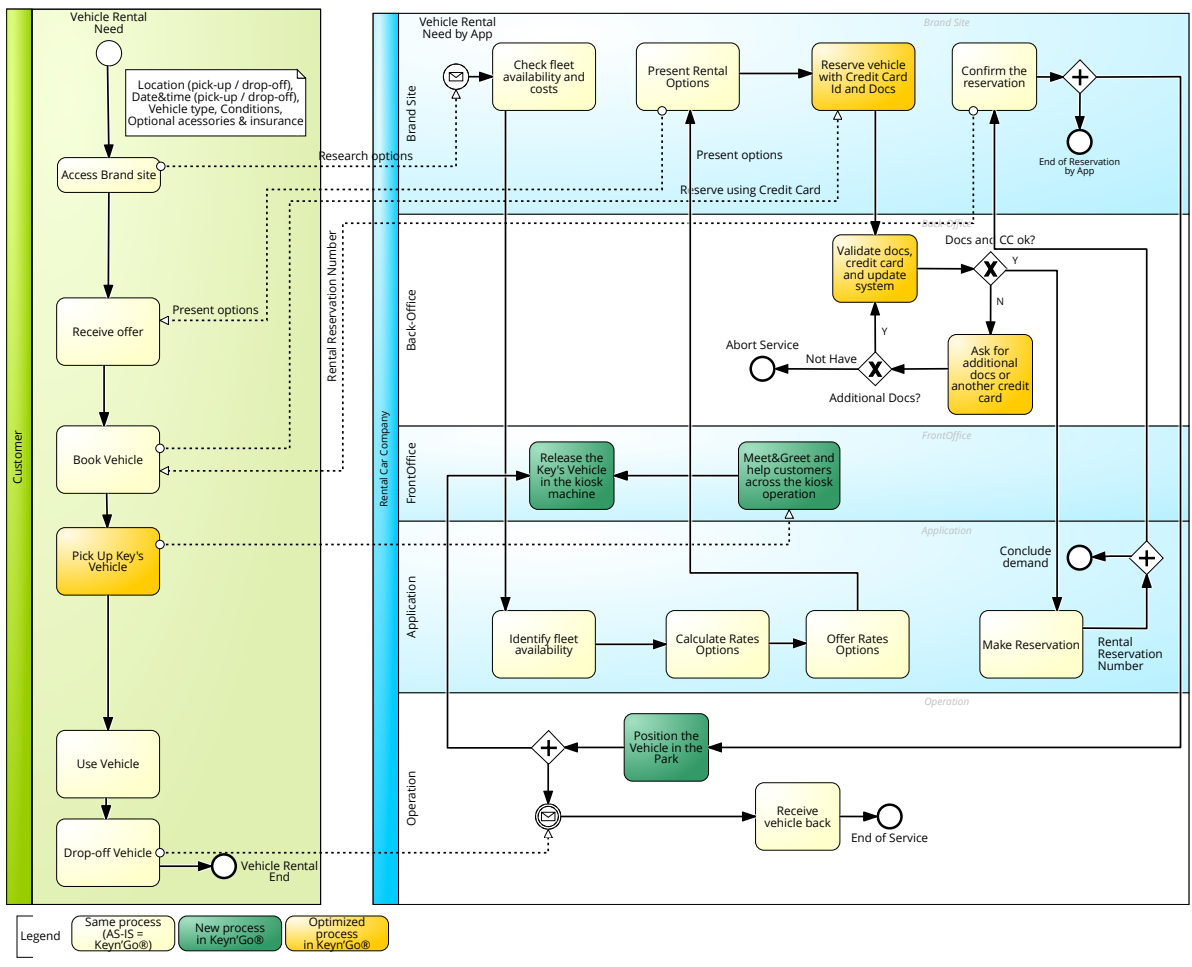 Vehicle Rental
Need
Location (pick-up / drop-off),
Date&time (pick-up / drop-off),
Vehicle type, Conditions,
Optional acessories & insurance
Access Brand site
Receive offer
Book Vehicle
Pick Up Key's
Vehicle
Use Vehicle
Drop-off Vehicle
Vehicle Rental
End
Customer
Research options
Present options
Reserve using Credit Card
Rental Reservation Number
Rental Car Company
Brand Site
Brand Site
Vehicle Rental
Need by App
Check fleet
availability and
costs
Present Rental
Options
Reserve vehicle
with Credit Card
Id and Docs
Confirm the
reservation
End of Reservation
by App
Present options
Back-Office
Back-Office
Validate docs,
credit card
and update
system
Docs and CC ok?
Y
N
Ask for
additional
docs or
another credit
card
Additional Docs?
Y
Not Have
Abort Service
FrontOffice
FrontOffice
Release the
Key's Vehicle
in the kiosk
machine
Meet&Greet and
help customers
across the kiosk
operation
Application
Application
Identify fleet
availability
Calculate Rates
Options
Offer Rates
Options
Make Reservation
Rental
Reservation
Number
Conclude
demand
Operation
Operation
Position the
Vehicle in the
Park
Receive
vehicle back
End of Service
Legend
Same process
(AS-IS =
Keyn’Go®)
New process
in Keyn’Go®
Optimized
process
in Keyn’Go®